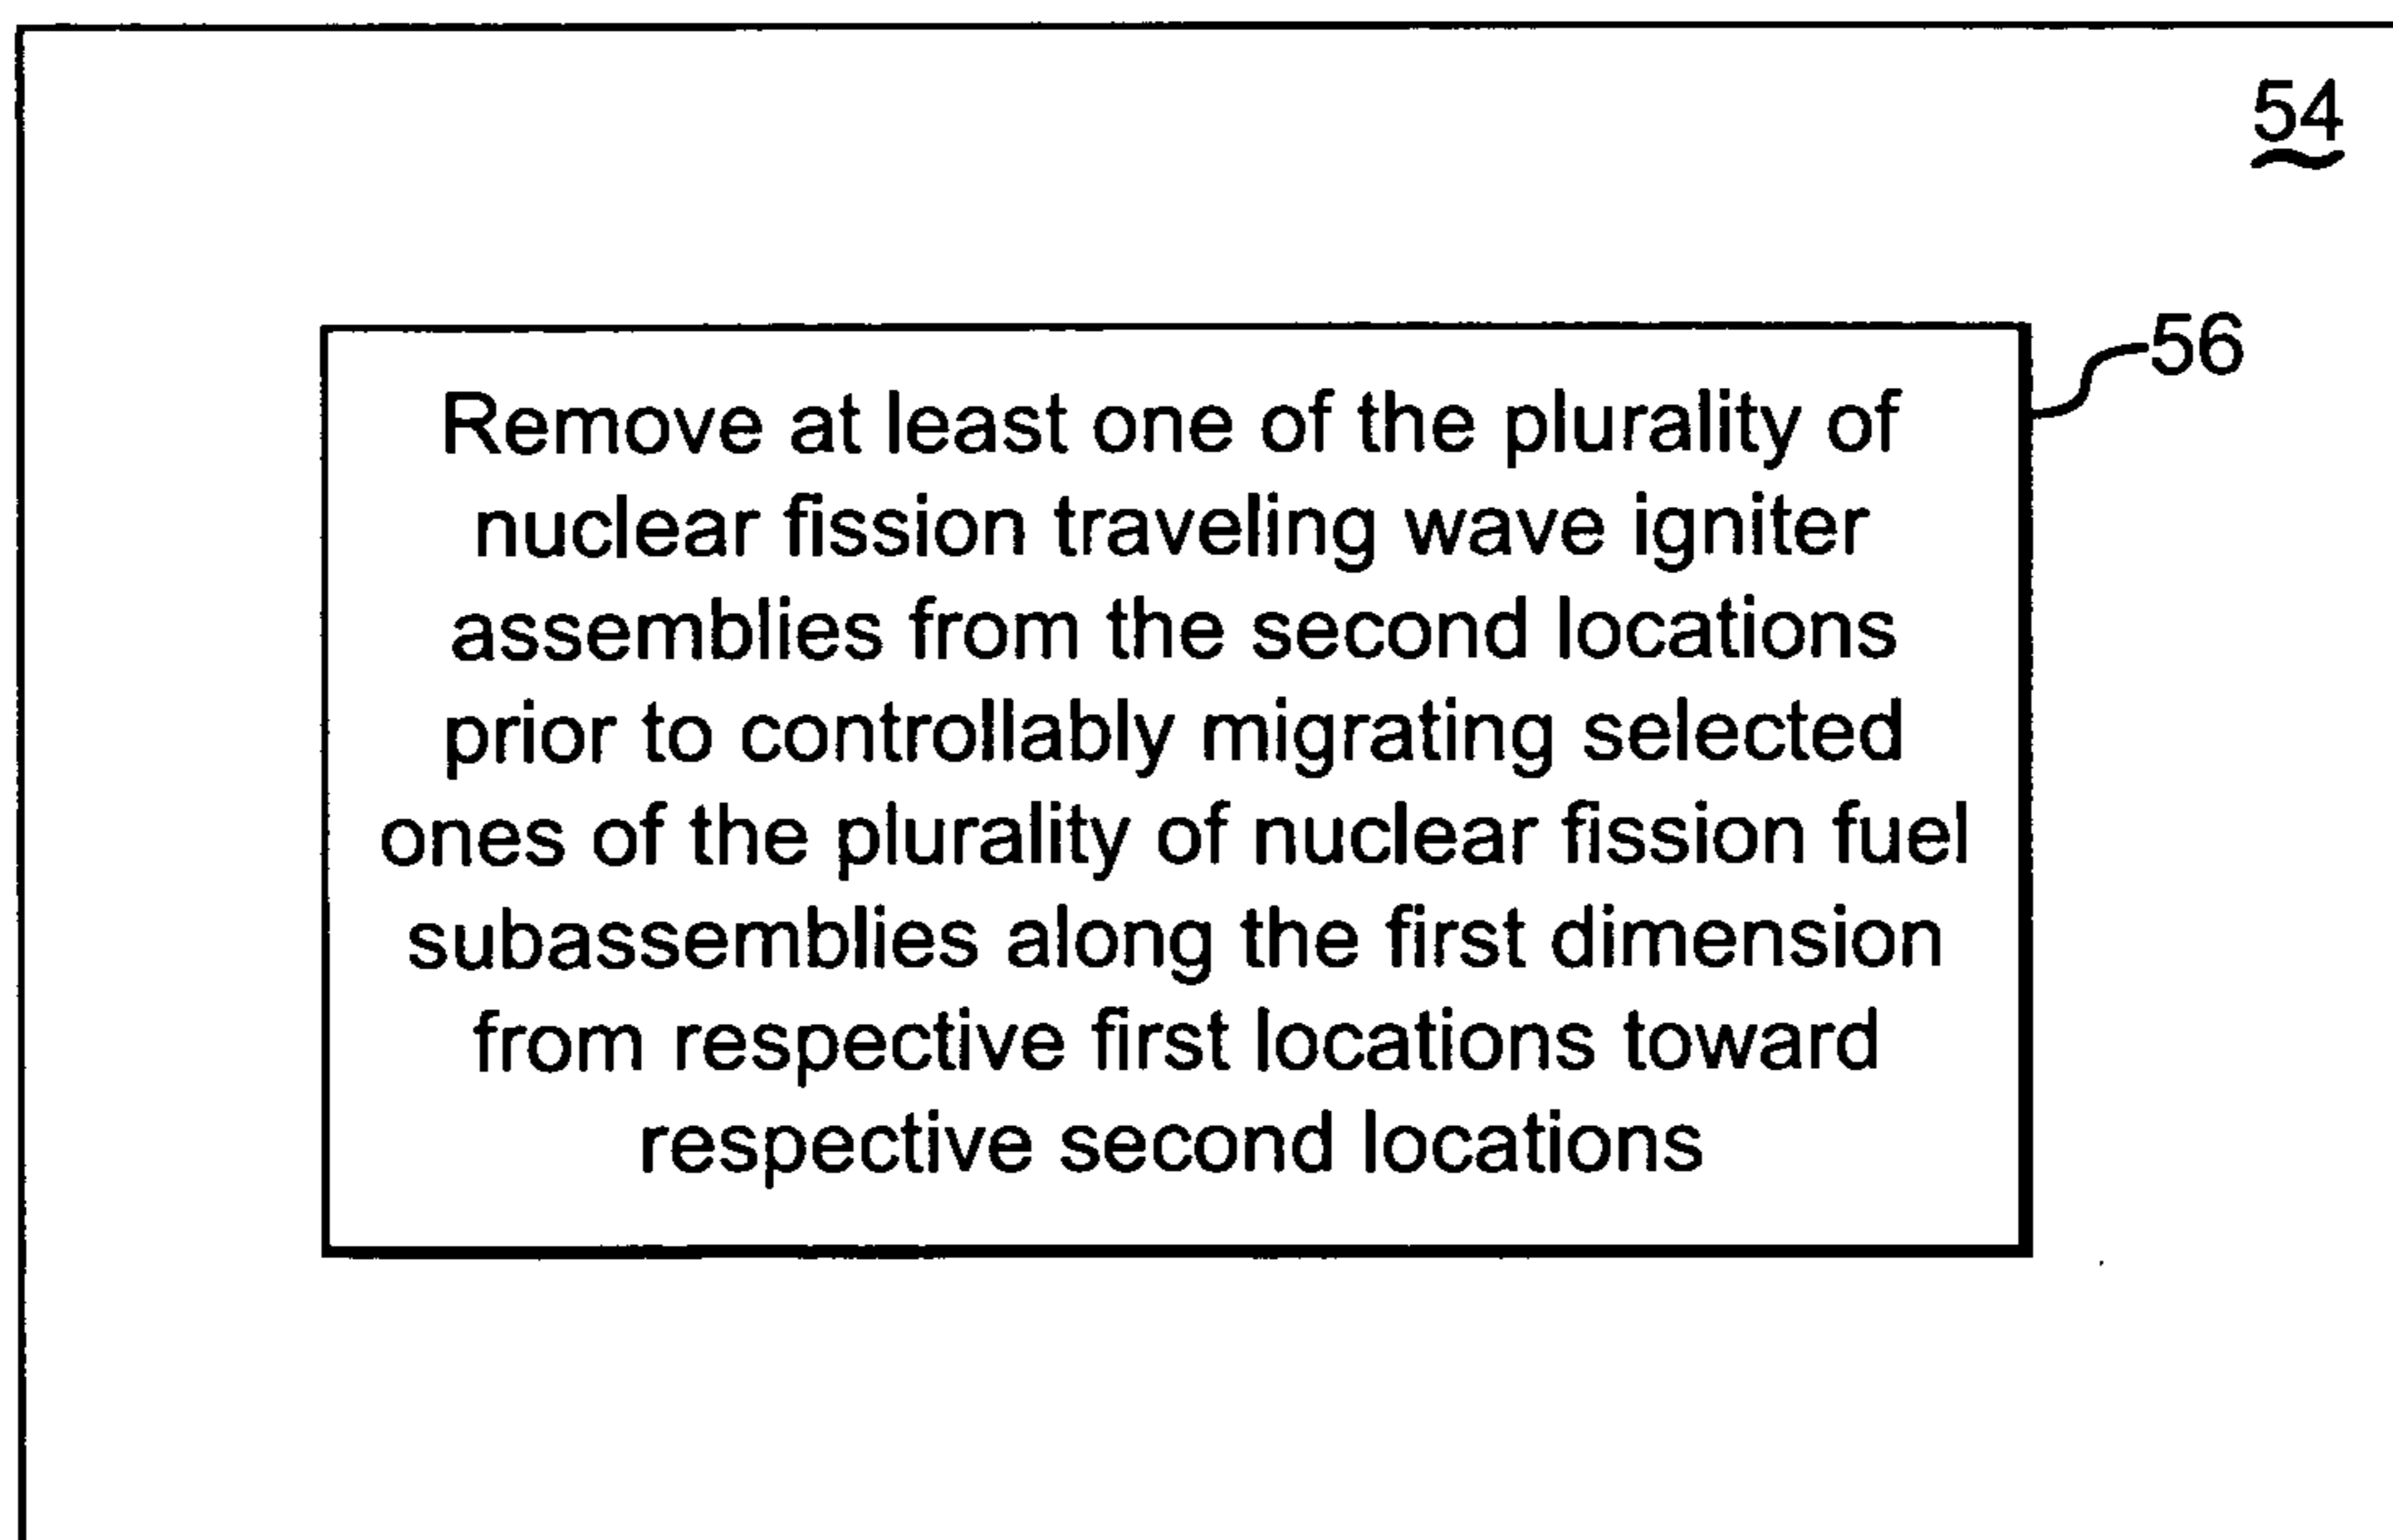 54
56
Remove at least one of the plurality of
nuclear fission traveling wave igniter
assemblies from the second locations
prior to controllably migrating selected
ones of the plurality of nuclear fission fuel
subassemblies along the first dimension
from respective first locations toward
respective second locations